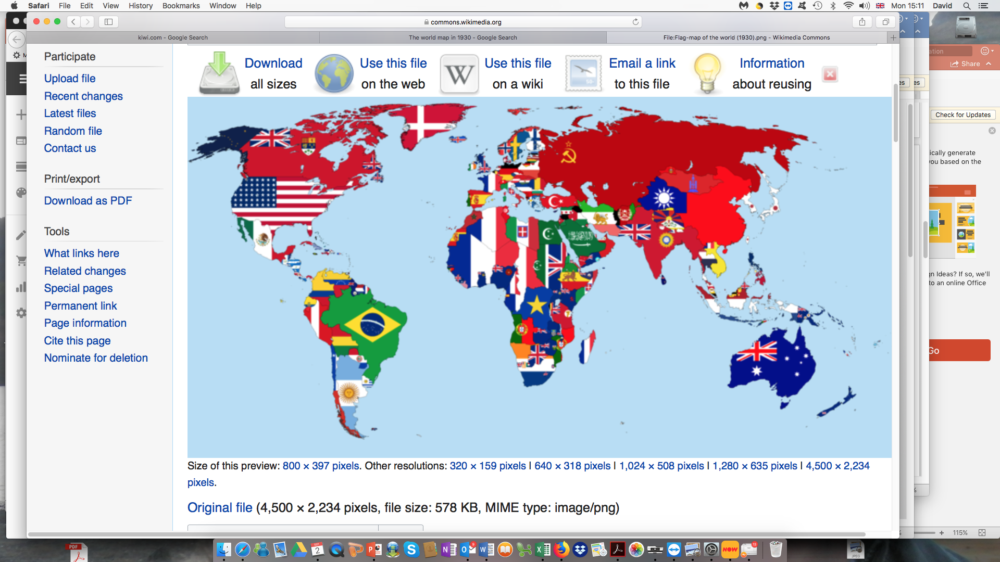 Safari File Edit View History Bookmarks Window Help Mon 15:11 David
commons.wikimedia.org
kiwi.com - Google Search
The world map in 1930 - Google Search
File:Flag-map of the world (1930).png - Wikimedia Commons
Share
Check for Updates
Participate
Upload file
Recent changes
Latest files
Random file
Contact us
Print/export
Download as PDF
Tools
What links here
Related changes
Special pages
Permanent link
Page information
Cite this page
Nominate for deletion
Download
all sizes
Use this file
on the web
W
Use this file
on a wiki
Email a link
to this file
Information
about reusing
Size of this preview: 800 × 397 pixels. Other resolutions: 320 × 159 pixels | 640 × 318 pixels | 1,024 × 508 pixels | 1,280 × 635 pixels | 4,500 × 2,234
pixels.
Original file (4,500 × 2,234 pixels, file size: 578 KB, MIME type: image/png)
ically generate
you based on the
gn Ideas? If so, we'll
to an online Office
Go
115%
PDF
SEP
2
NOW
13
JPEG